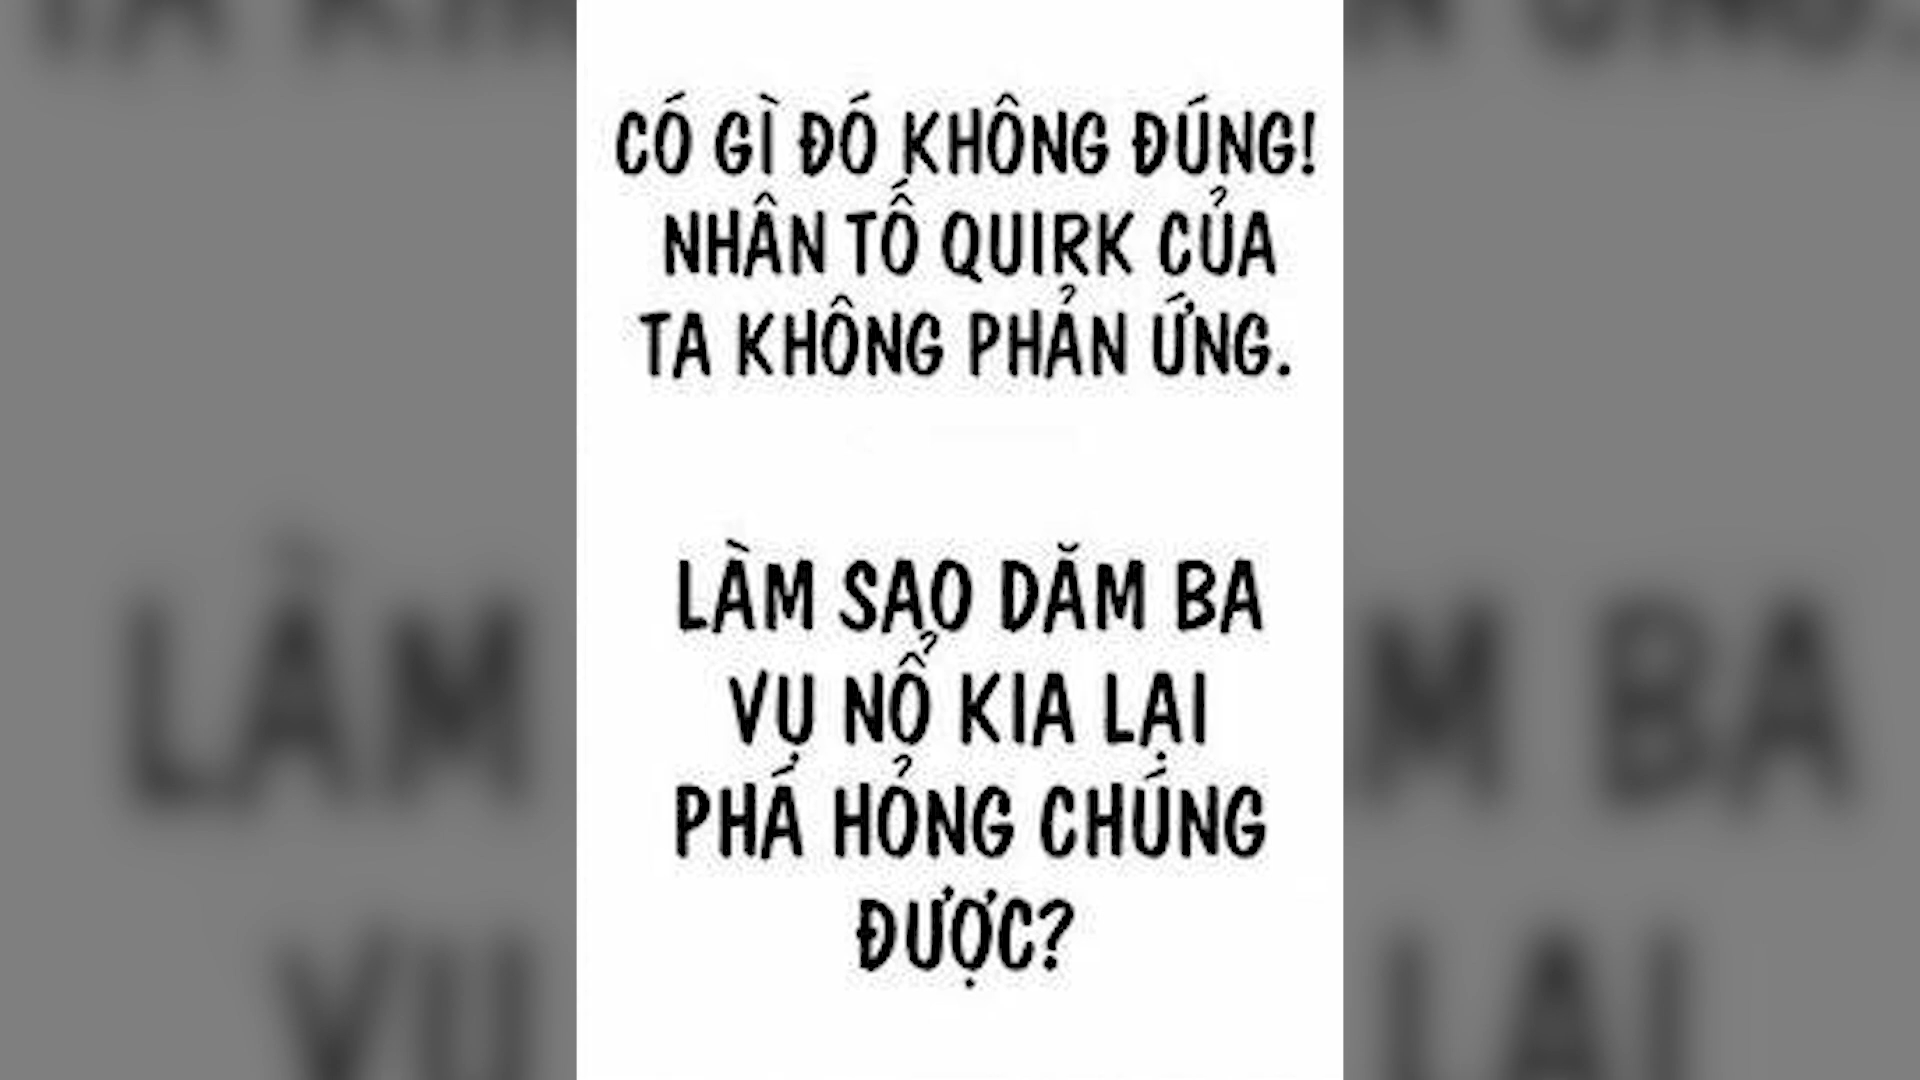 CÓ GÌ ĐÓ KHÔNG ĐÚNG!
NHÂN TỐ QUIRK CỦA
TA KHÔNG PHẢN ỨNG.
LÀM SAO DĂM BA
VỤ NỔ KIA LẠI
PHÁ HỎNG CHÚNG
ĐƯỢC?